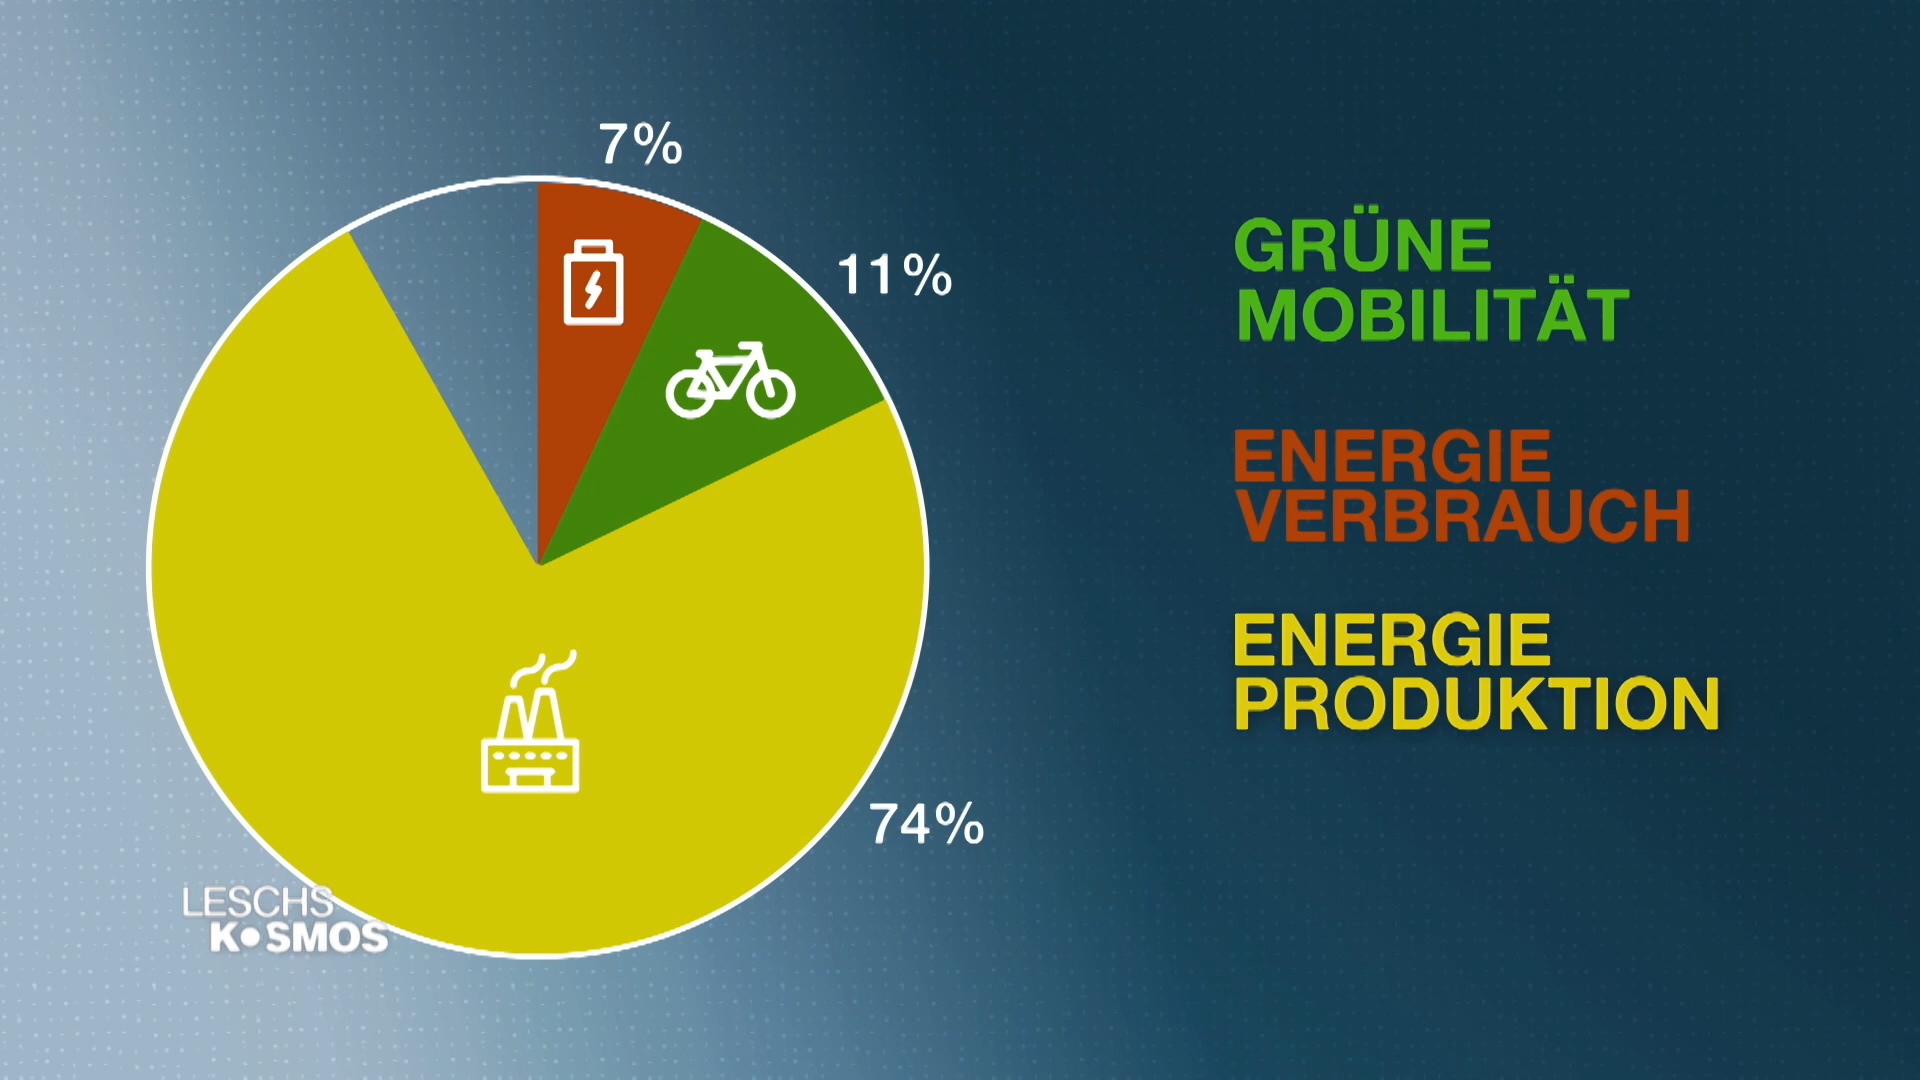 7%
11%
74%
GRÜNE
MOBILITÄT
ENERGIE
VERBRAUCH
ENERGIE
PRODUKTION
LESCHS
KOSMOS